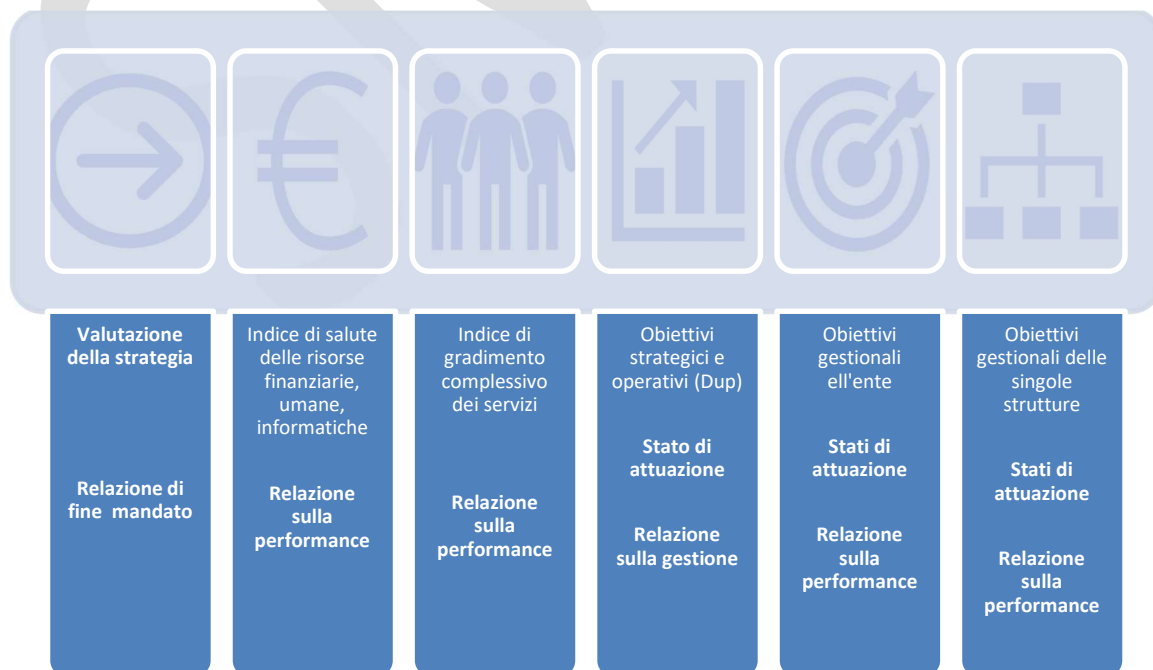 Valutazione
della strategia
Relazione di
fine mandato
Indice di salute
delle risorse
finanziarie,
umane,
informatiche
Relazione
sulla
performance
Indice di
gradimento
complessivo
dei servizi
Relazione
sulla
performance
Obiettivi
strategici e
operativi (Dup)
Stato di
attuazione
Relazione
sulla gestione
Obiettivi
gestionali
ell'ente
Stati di
attuazione
Relazione
sulla
performance
Obiettivi
gestionali delle
singole
strutture
Stati di
attuazione
Relazione
sulla
performance